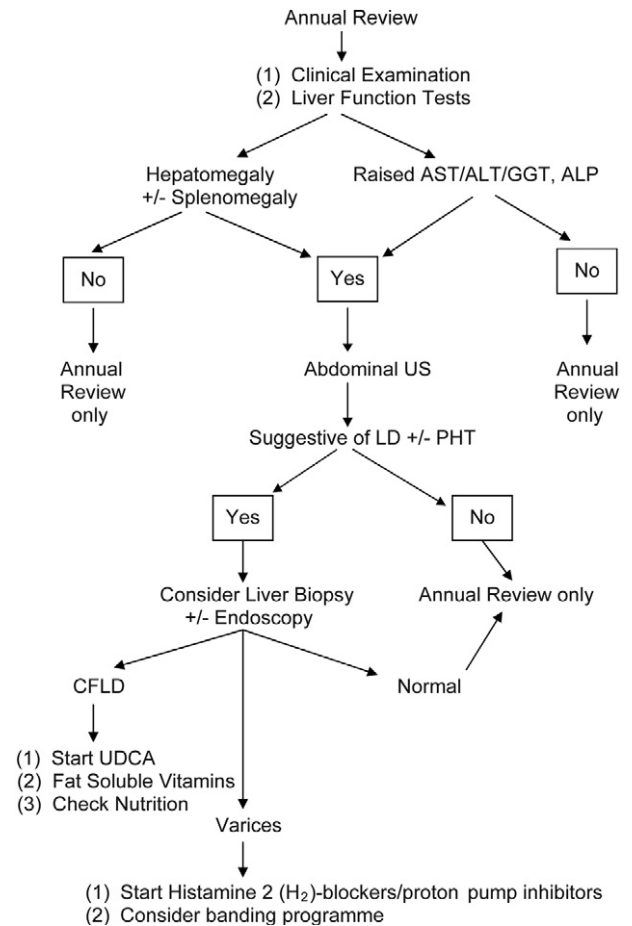 Annual Review
(1) Clinical Examination
(2) Liver Function Tests
Hepatomegaly
+/- Splenomegaly
Raised AST/ALT/GGT, ALP
No
Yes
No
Annual
Review
only
Abdominal US
Annual
Review
only
Suggestive of LD +/- PHT
Yes
No
Consider Liver Biopsy
+/- Endoscopy
Annual Review only
CFLD
Normal
(1) Start UDCA
(2) Fat Soluble Vitamins
(3) Check Nutrition
Varices
(1) Start Histamine 2 (H₂)-blockers/proton pump inhibitors
(2) Consider banding programme